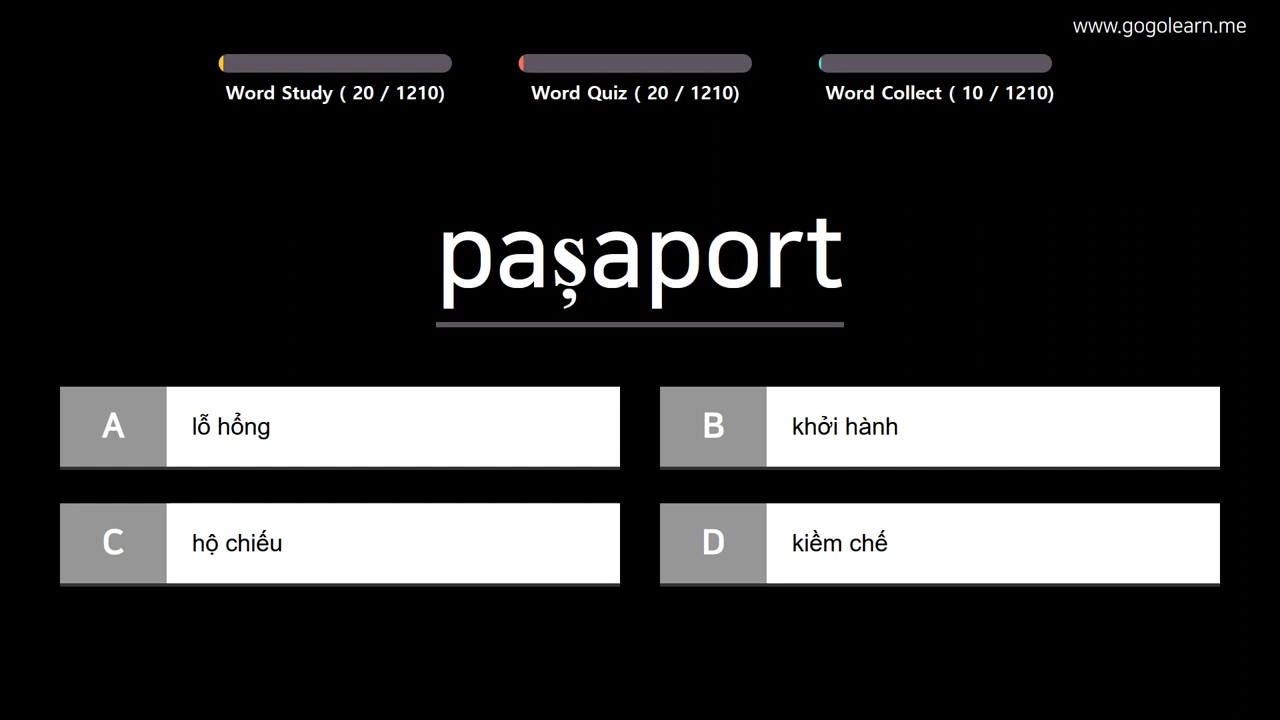 www.gogolearn.me
Word Study ( 20 / 1210)
Word Quiz ( 20 / 1210)
Word Collect ( 10 / 1210)
pașaport
A lỗ hổng
B khởi hành
C hộ chiếu
D kiềm chế